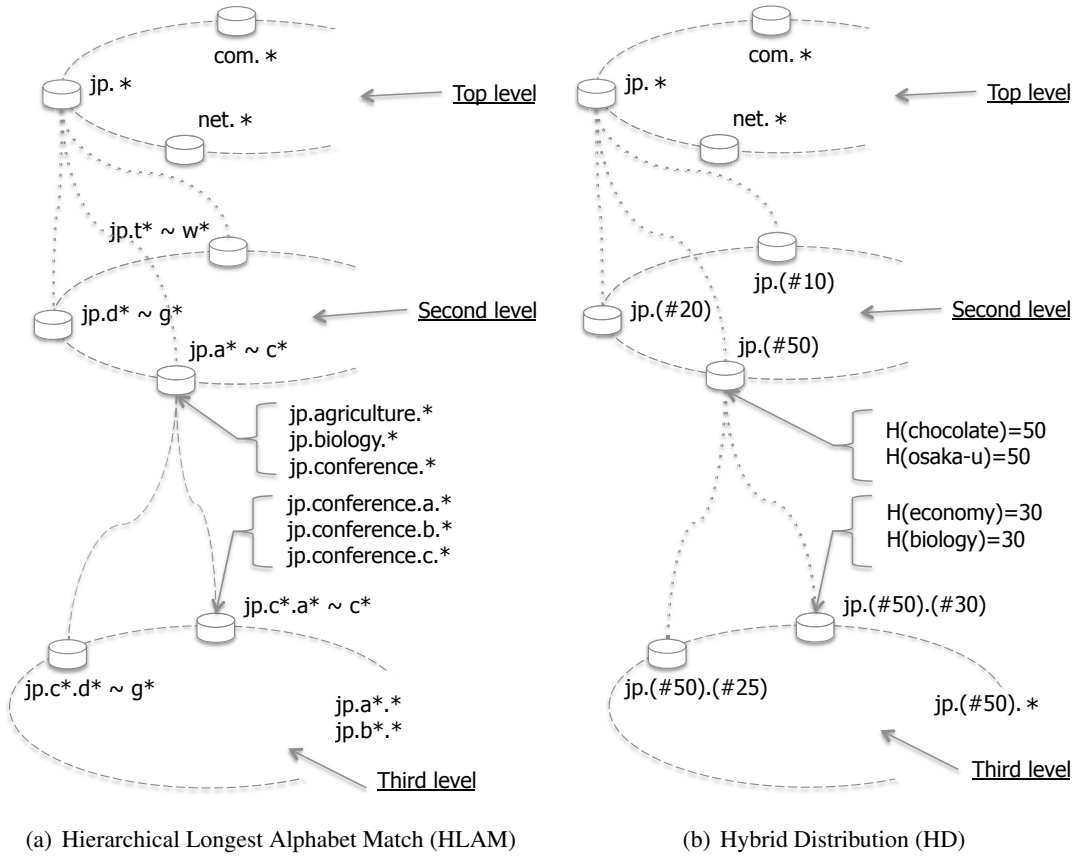 com. *
jp. *
Top level
net. *
jp.t* ~ w*
jp.d* ~ g*
Second level
jp.a* ~ c*
jp.agriculture.*
jp.biology.*
jp.conference.*
jp.conference.a.*
jp.conference.b.*
jp.conference.c.*
jp.c*.a* ~ c*
jp.c*.d* ~ g*
jp.a*.*
jp.b*.*
Third level
(a) Hierarchical Longest Alphabet Match (HLAM)
com. *
jp. *
Top level
net. *
jp.(#10)
jp.(#20)
Second level
jp.(#50)
H(chocolate)=50
H(osaka-u)=50
H(economy)=30
H(biology)=30
jp.(#50).(#30)
jp.(#50).(#25)
jp.(#50). *
Third level
(b) Hybrid Distribution (HD)